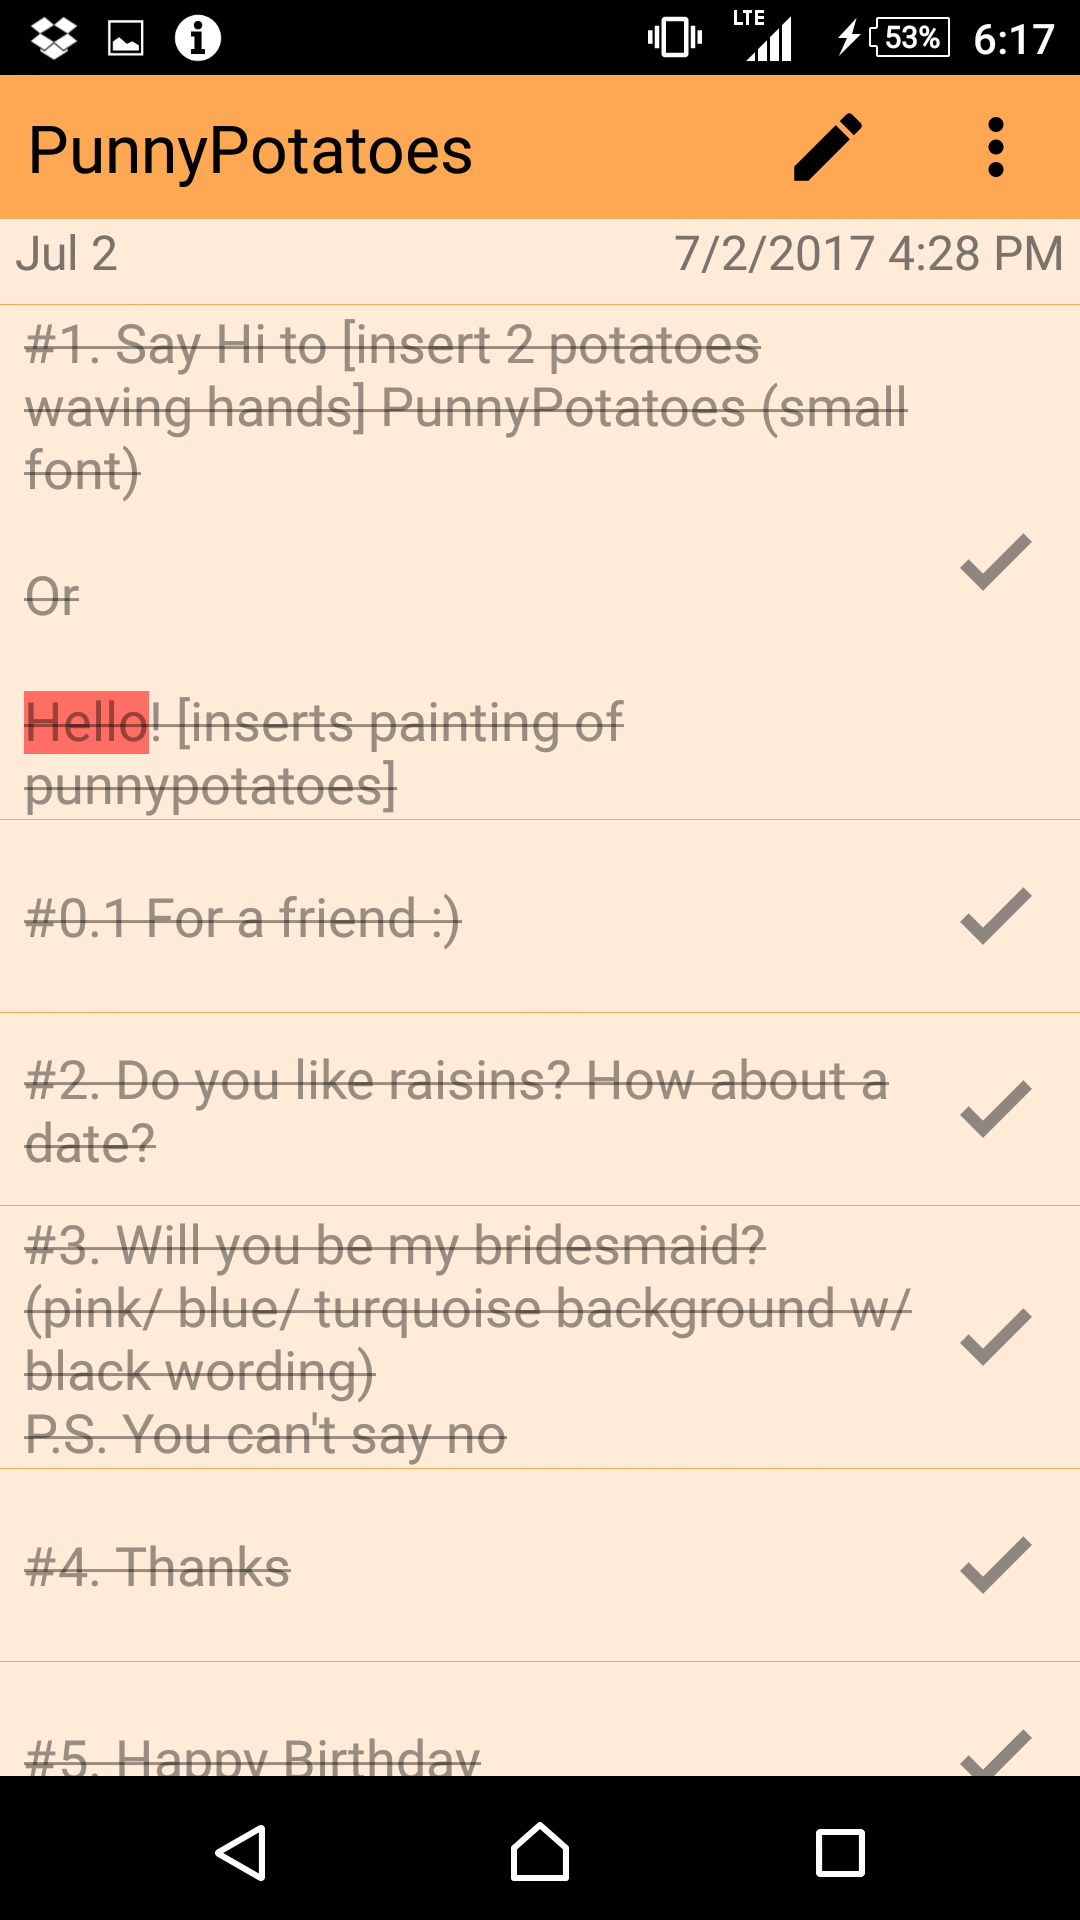 LTE 53% 6:17
PunnyPotatoes
Jul 2 7/2/2017 4:28 PM
#1. Say Hi to [insert 2 potatoes
waving hands] PunnyPotatoes (small
font)
Or
Hello! [inserts painting of
punnypotatoes]
#0.1 For a friend :)
#2. Do you like raisins? How about a
date?
#3. Will you be my bridesmaid?
(pink/ blue/ turquoise background w/
black wording)
P.S. You can't say no
#4. Thanks
#5. Happy Birthday